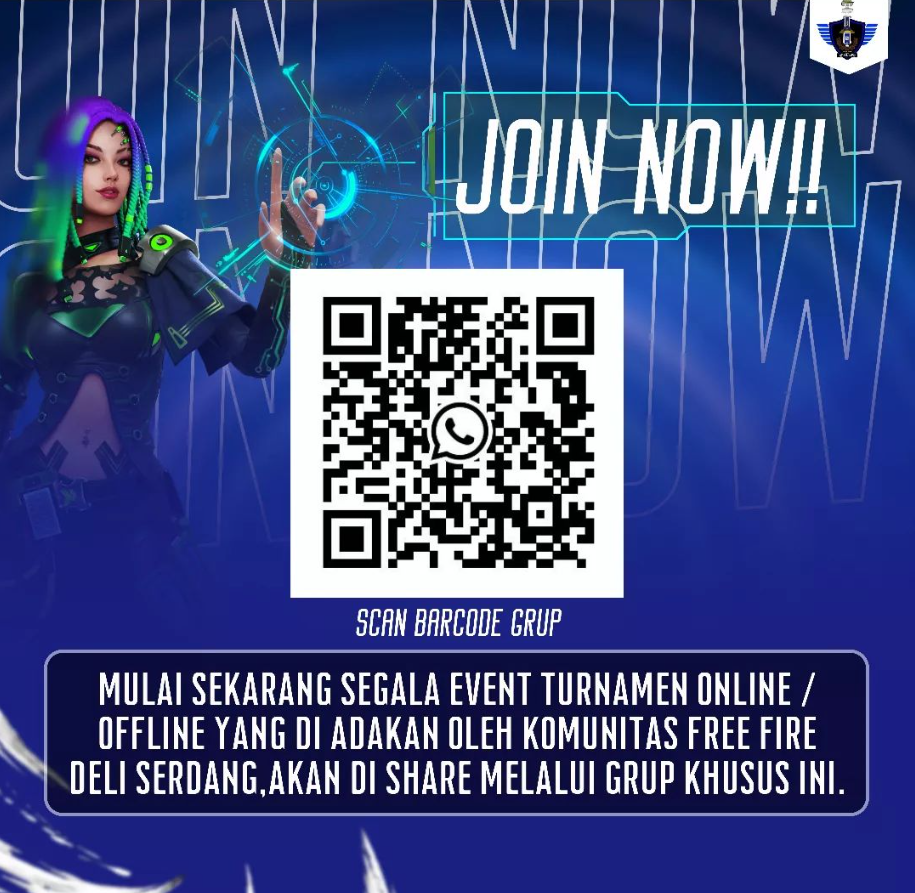 JOIN NOW!!
SCAN BARCODE GRUP
MULAI SEKARANG SEGALA EVENT TURNAMEN ONLINE /
OFFLINE YANG DI ADAKAN OLEH KOMUNITAS FREE FIRE
DELI SERDANG,AKAN DI SHARE MELALUI GRUP KHUSUS INI.